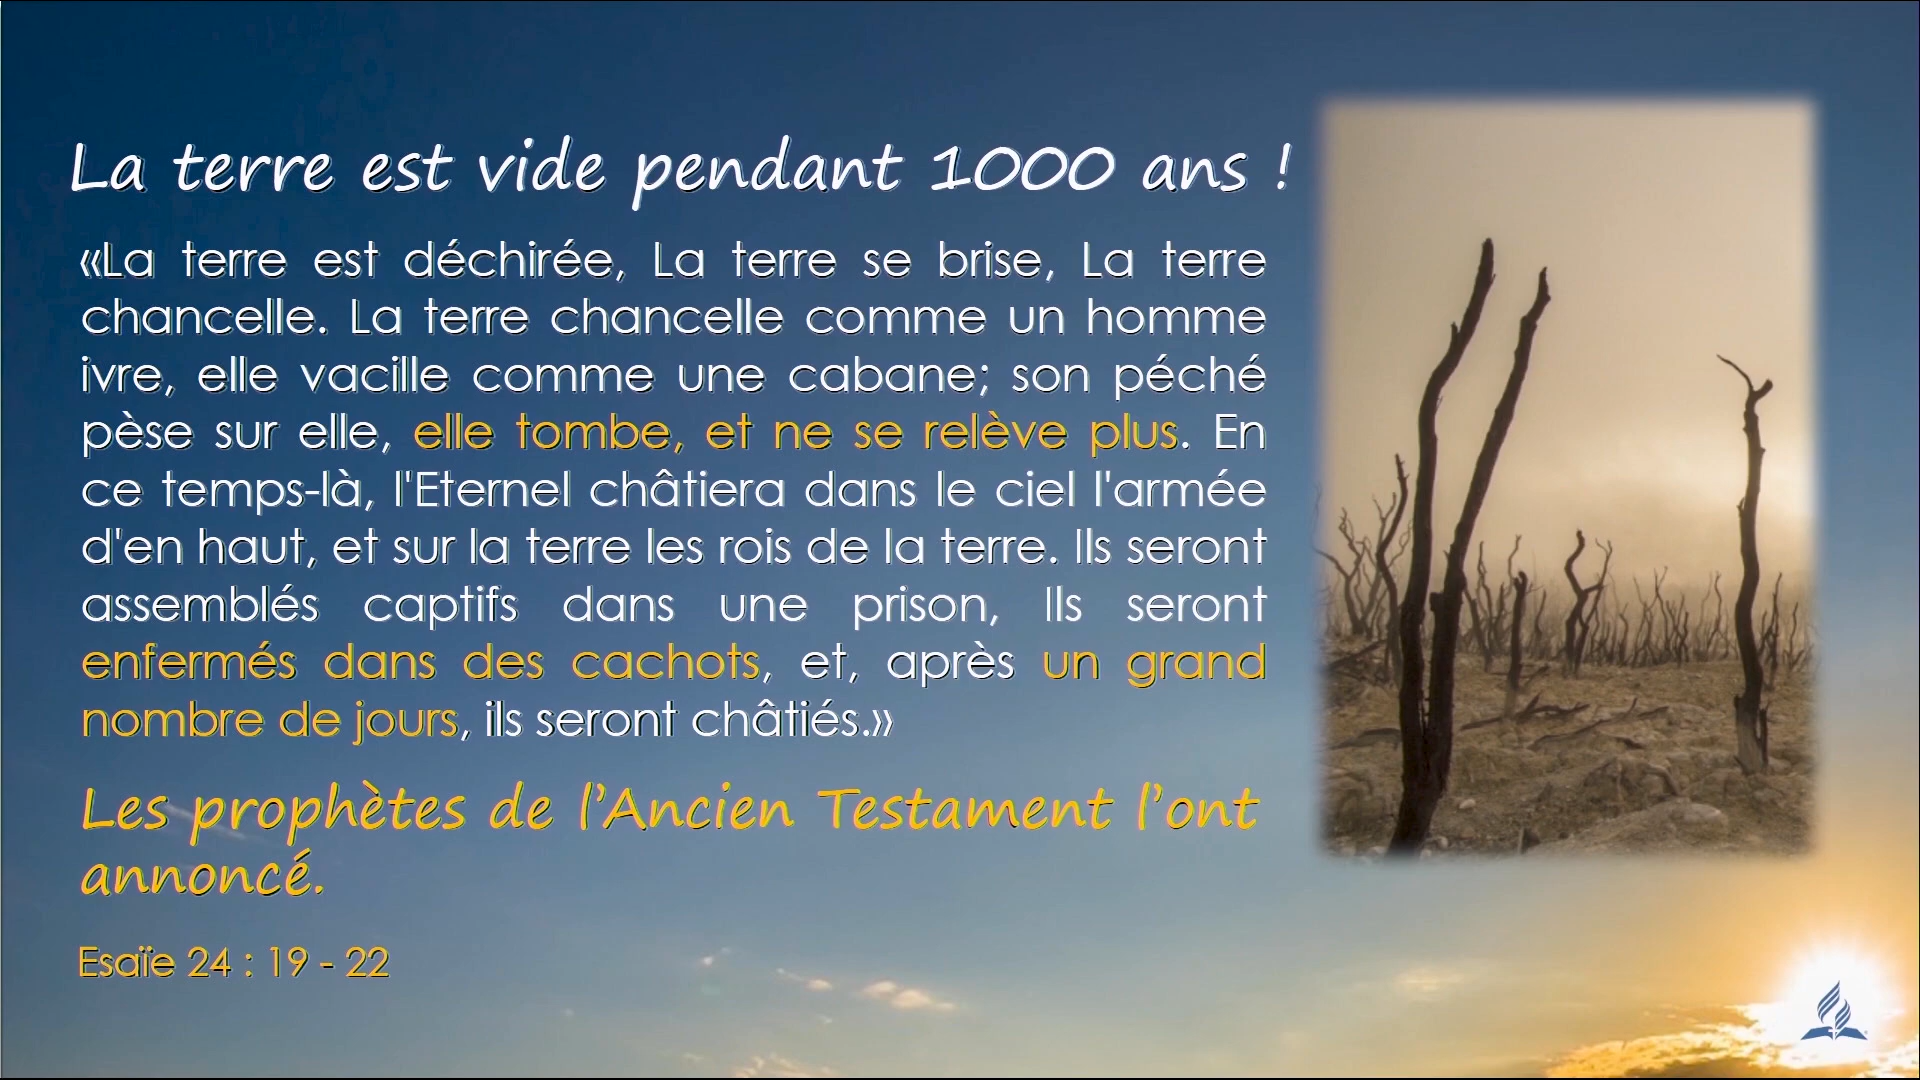 La terre est vide pendant 1000 ans !
«La terre est déchirée, La terre se brise, La terre
chancelle. La terre chancelle comme un homme
ivre, elle vacille comme une cabane; son péché
pèse sur elle, elle tombe, et ne se relève plus. En
ce temps-là, l'Eternel châtiera dans le ciel l'armée
d'en haut, et sur la terre les rois de la terre. Ils seront
assemblés captifs dans une prison, Ils seront
enfermés dans des cachots, et, après un grand
nombre de jours, ils seront châtiés.»
Les prophètes de l’Ancien Testament l’ont
annoncé.
Esaïe 24 : 19 - 22